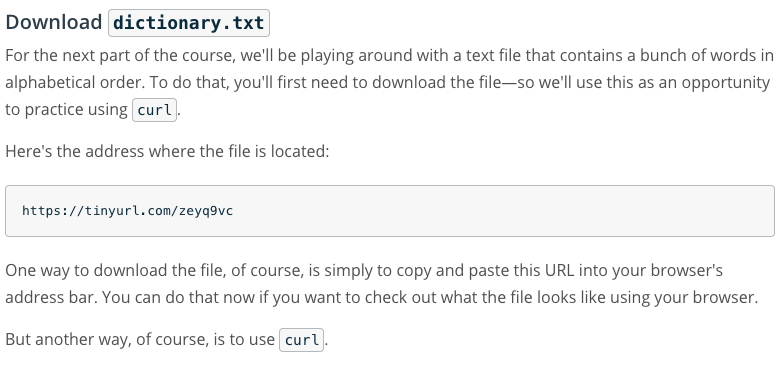 Download dictionary.txt
For the next part of the course, we'll be playing around with a text file that contains a bunch of words in
alphabetical order. To do that, you'll first need to download the file—so we'll use this as an opportunity
to practice using curl.
Here's the address where the file is located:
https://tinyurl.com/zeyq9vc
One way to download the file, of course, is simply to copy and paste this URL into your browser's
address bar. You can do that now if you want to check out what the file looks like using your browser.
But another way, of course, is to use curl.